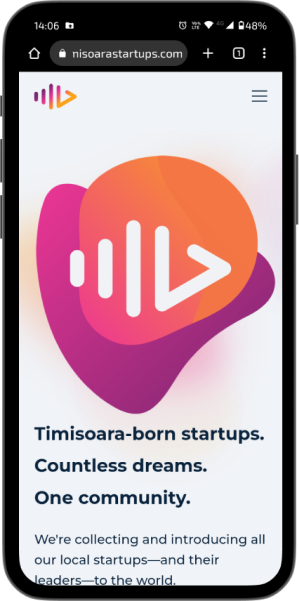 14:06
48%
nisoarastartups.com
1
Timisoara-born startups.
Countless dreams.
One community.
We're collecting and introducing all
our local startups—and their
leaders—to the world.